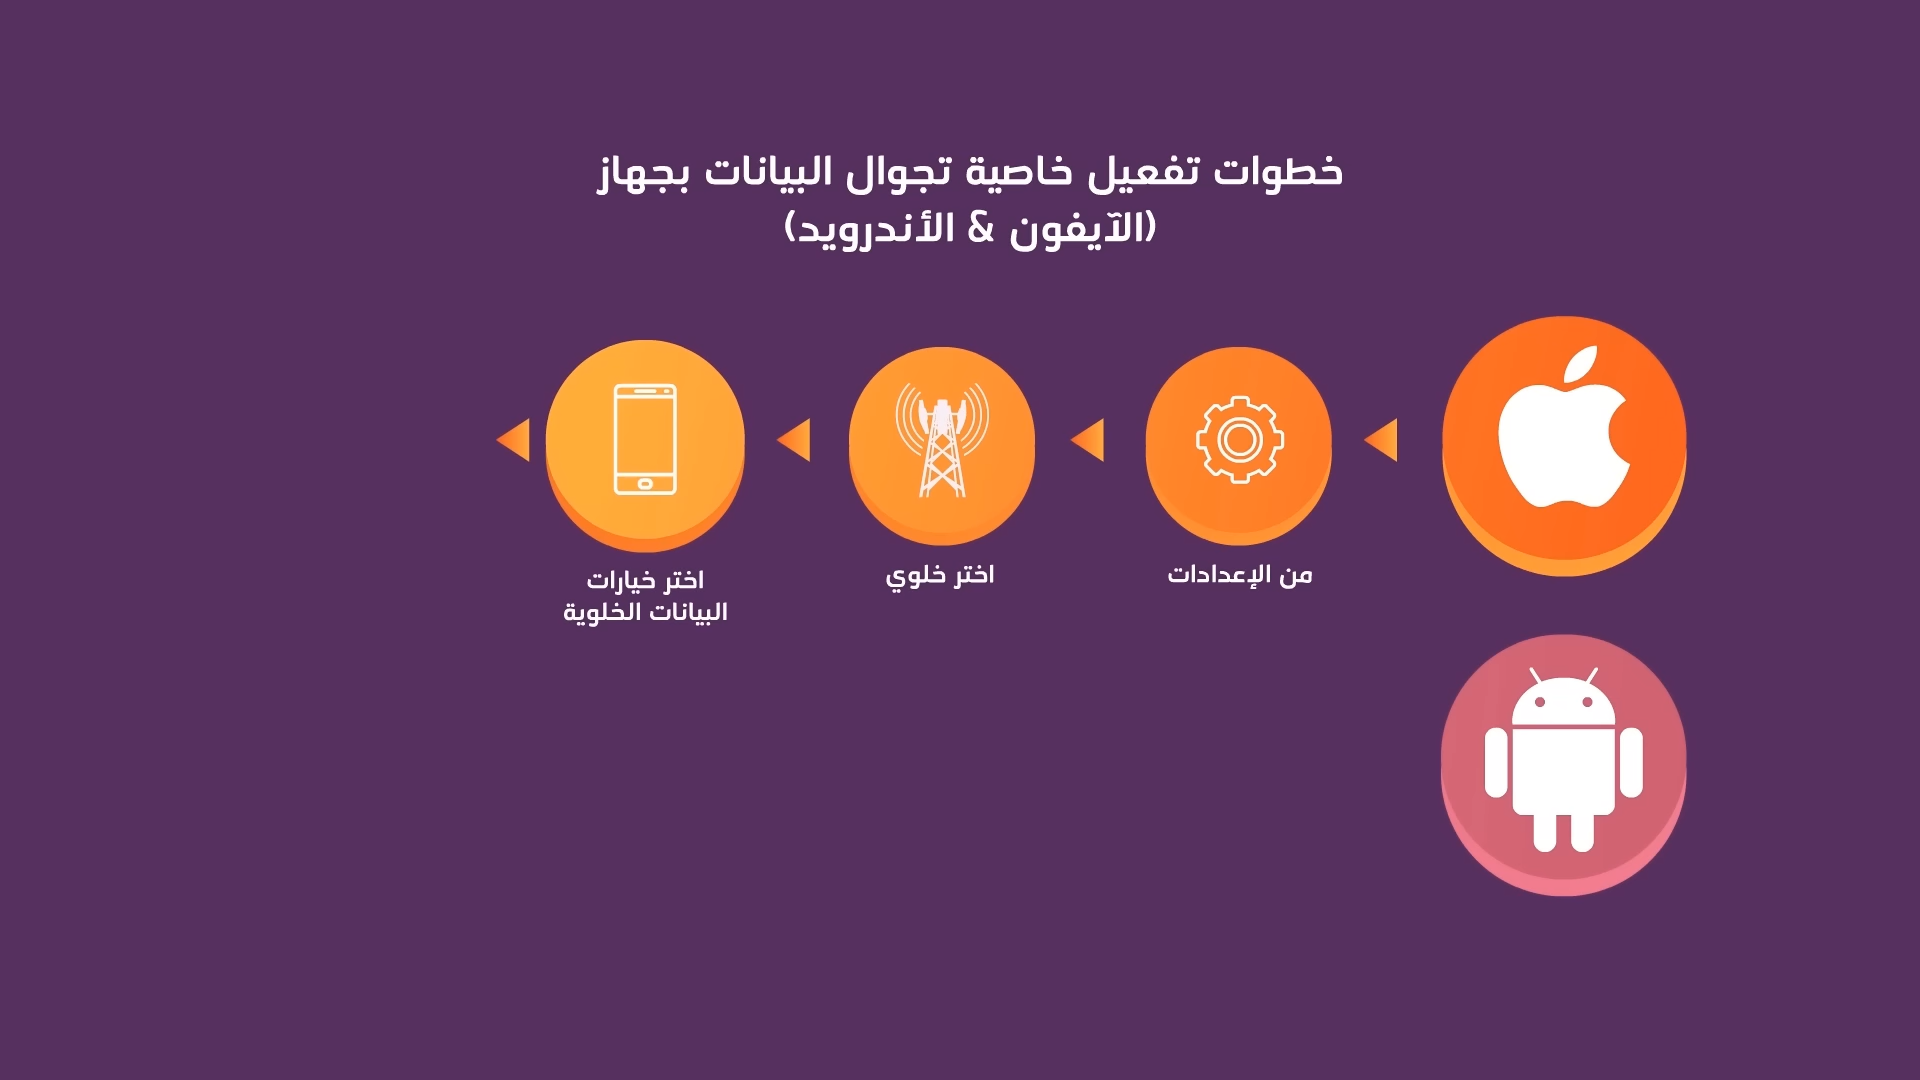 خطوات تفعيل خاصية تجوال البيانات بجهاز
(الآيفون & الأندرويد)
من الإعدادات
اختر خلوي
اختر خيارات
البيانات الخلوية